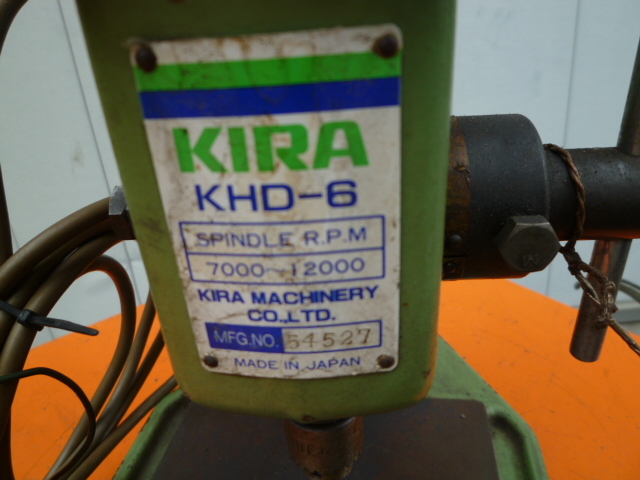 KIRA
KHD-6
SPINDLE R.P.M
7000~12000
KIRA MACHINERY
CO.,LTD.
MFG.NO. 54527
MADE IN JAPAN